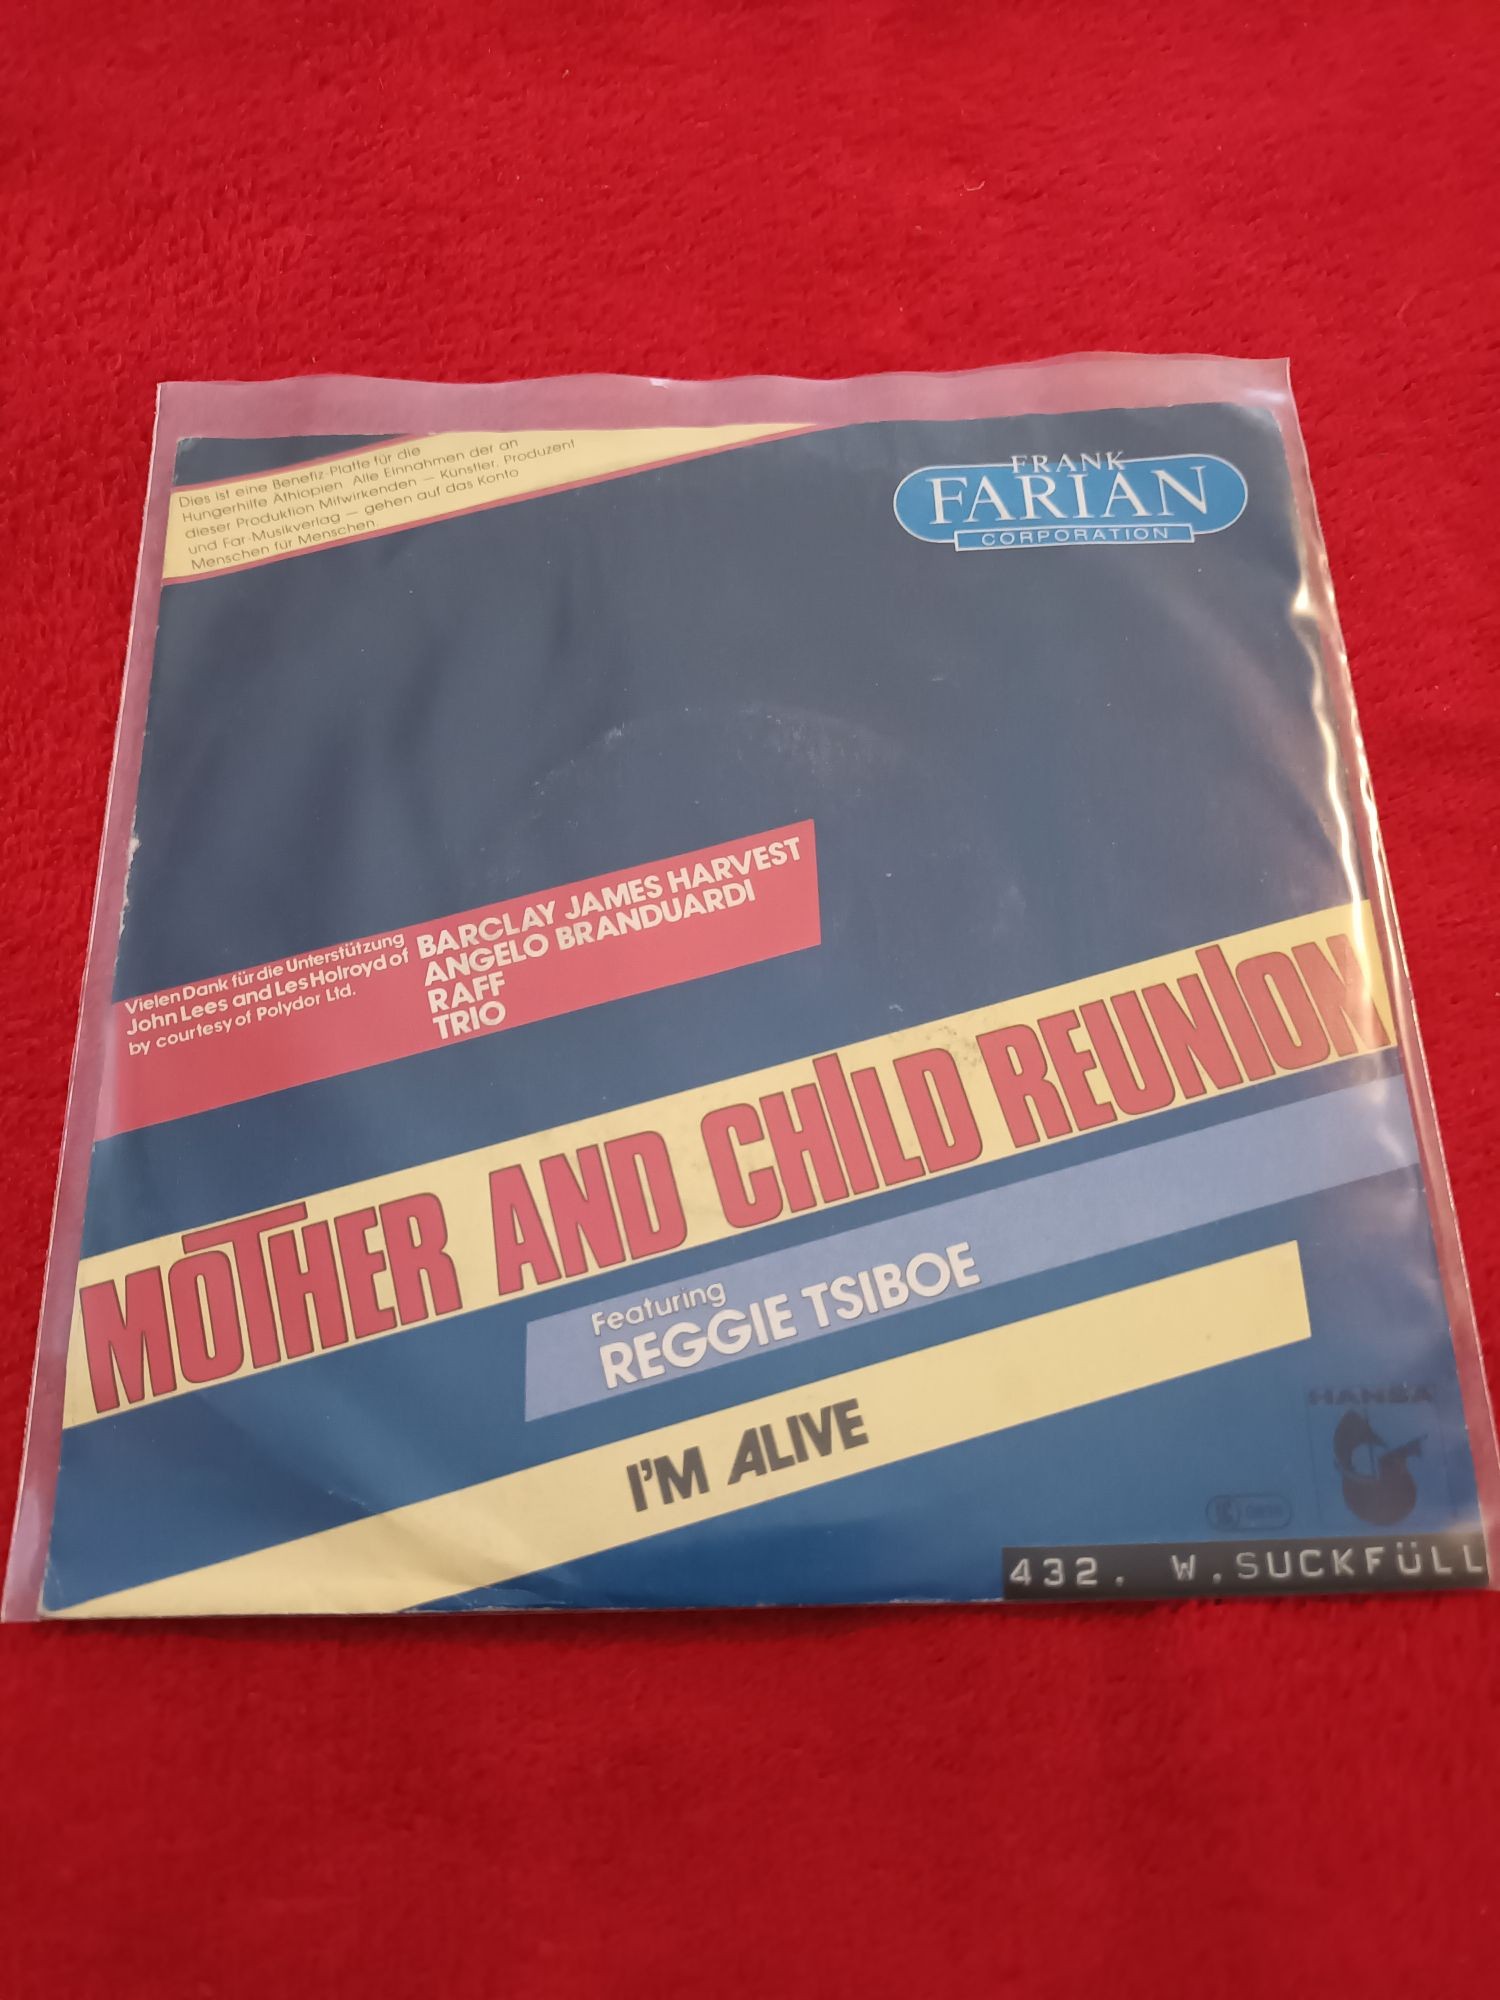 Dies ist eine Benefiz-Platte für die
Hungerhilfe Äthiopien. Alle Einnahmen der an
dieser Produktion Mitwirkenden — Künstler, Produzent
und Far-Musikverlag — gehen auf das Konto
Menschen für Menschen.
FRANK
FARIAN
CORPORATION
Vielen Dank für die Unterstützung
John Lees and Les Holroyd of
by courtesy of Polydor Ltd.
BARCLAY JAMES HARVEST
ANGELO BRANDUARDI
RAFF
TRIO
MOTHER AND CHILD REUNION
Featuring
REGGIE TSIBOE
I'M ALIVE
HANSA
432. W.SUCKFÜLL